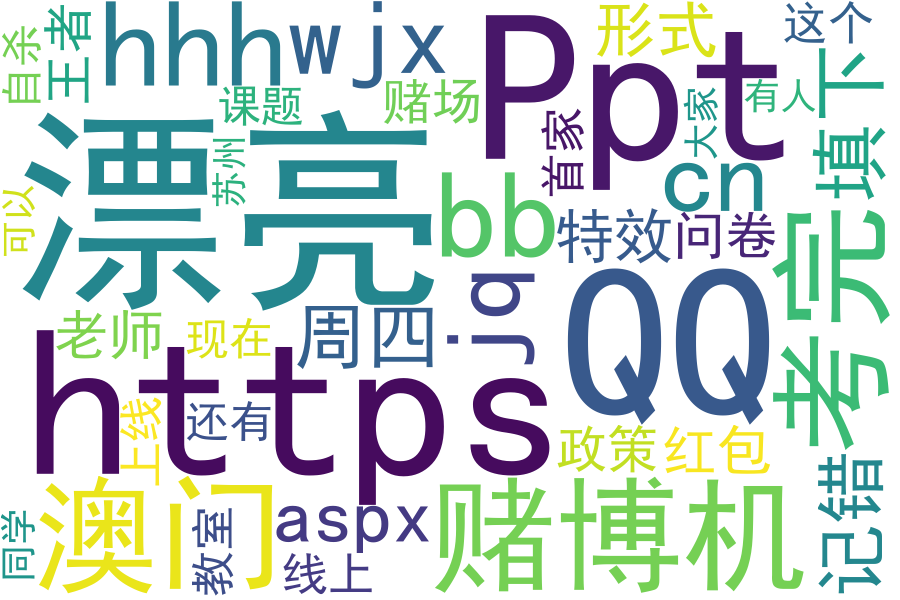 自杀
王者
hhh
wjx
Ppt
形式
这个
课题
赌场
首家
大家
有人
填下
漂亮
苏州
bb
cn
可以
特效
问卷
jq
QQ
考完
老师
现在
周四
https
上线
还有
政策
红包
记错
同学
澳门
教室
aspx
线上
赌博机